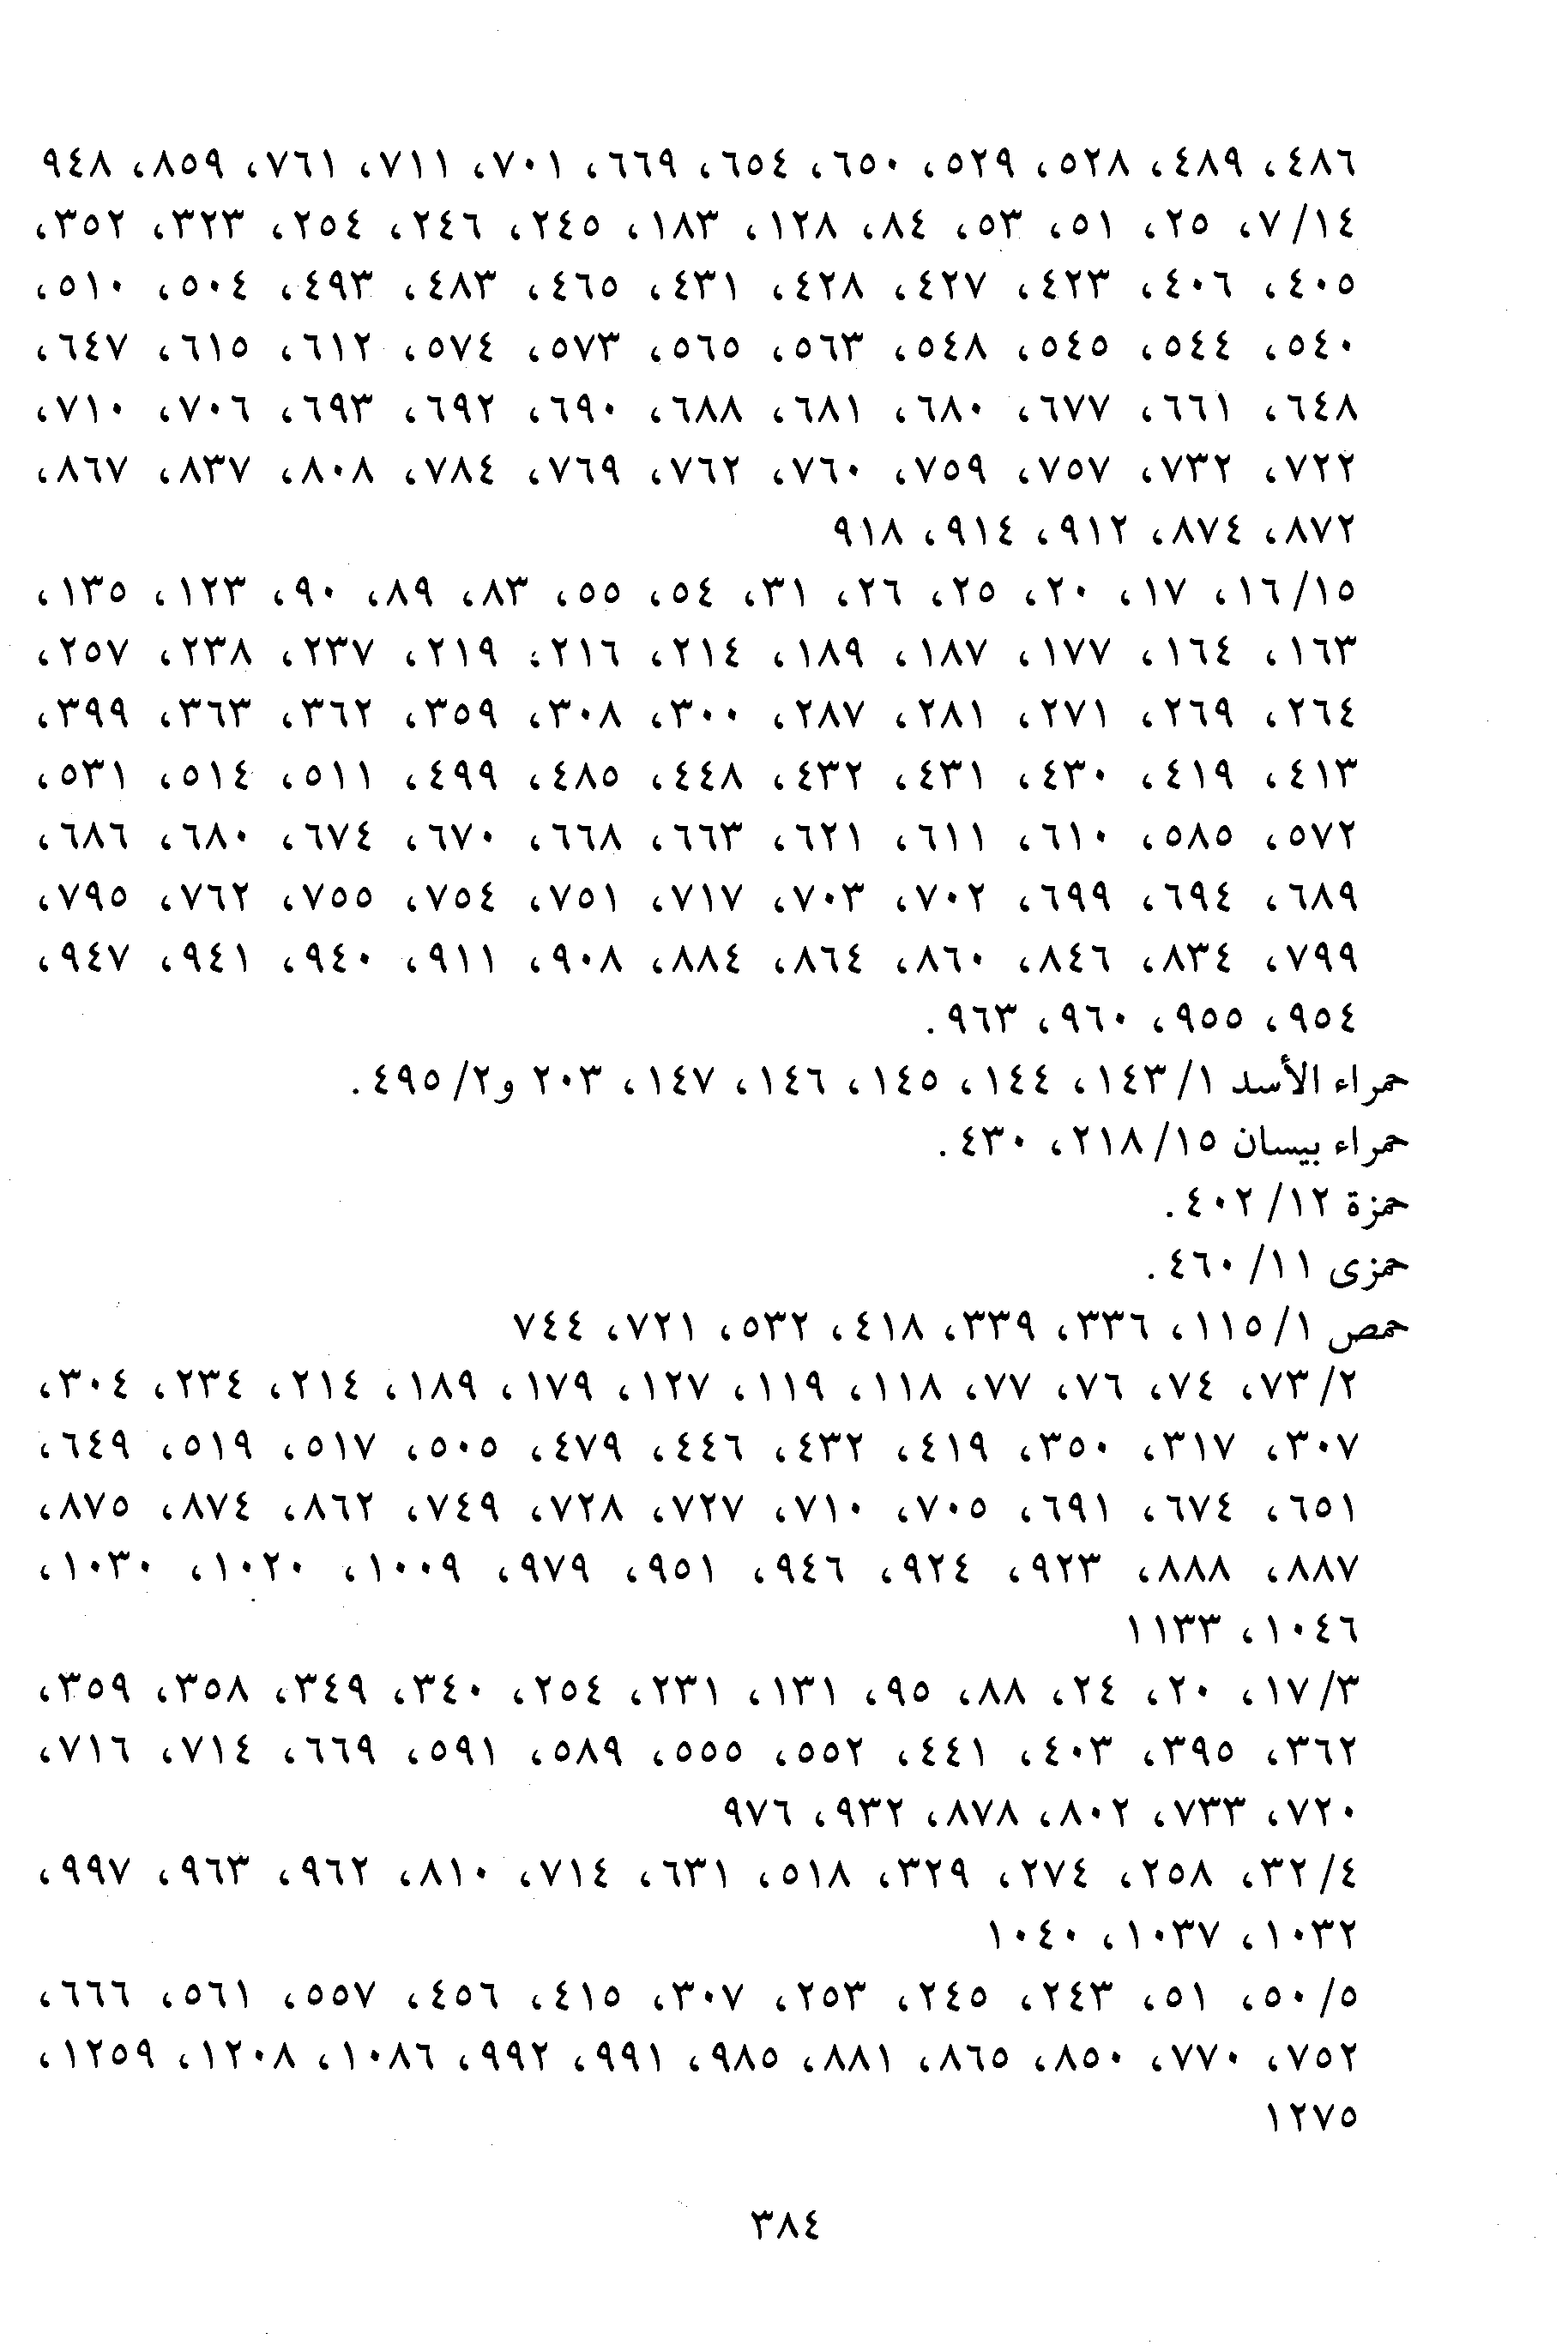 ٤٨٦، ٤٨٩، ٥٢٨، ٥٢٩، ٦٥٠، ٦٥٤، ٦٦٩، ٧٠١، ٧١١، ٧٦١، ٨٥٩، ٩٤٨
١٤/ ٧، ٢٥، ٥١، ٥٣، ٨٤، ١٢٨، ١٨٣، ٢٤٥، ٢٤٦، ٢٥٤، ٣٢٣، ٣٥٢،
٤٠٥، ٤٠٦، ٤٢٣، ٤٢٧، ٤٢٨، ٤٣١، ٤٦٥، ٤٨٣، ٤٩٣، ٥٠٤، ٥١٠،
٥٤٠، ٥٤٤، ٥٤٥، ٥٤٨، ٥٦٣، ٥٦٥، ٥٧٣، ٥٧٤، ٦١٢، ٦١٥، ٦٤٧،
٦٤٨، ٦٦١، ٦٧٧، ٦٨٠، ٦٨١، ٦٨٨، ٦٩٠، ٦٩٢، ٦٩٣، ٧٠٦، ٧١٠،
٧٢٢، ٧٣٢، ٧٥٧، ٧٥٩، ٧٦٠، ٧٦٢، ٧٦٩، ٧٨٤، ٨٠٨، ٨٣٧، ٨٦٧،
٨٧٢، ٨٧٤، ٩١٢، ٩١٤، ٩١٨
١٥/ ١٦، ١٧، ٢٠، ٢٥، ٢٦، ٣١، ٥٤، ٥٥، ٨٣، ٨٩، ٩٠، ١٢٣، ١٣٥،
١٦٣، ١٦٤، ١٧٧، ١٨٧، ١٨٩، ٢١٤، ٢١٦، ٢١٩، ٢٣٧، ٢٣٨، ٢٥٧،
٢٦٤، ٢٦٩، ٢٧١، ٢٨١، ٢٨٧، ٣٠٠، ٣٠٨، ٣٥٩، ٣٦٢، ٣٦٣، ٣٩٩،
٤١٣، ٤١٩، ٤٣٠، ٤٣١، ٤٣٢، ٤٤٨، ٤٨٥، ٤٩٩، ٥١١، ٥١٤، ٥٣١،
٥٧٢، ٥٨٥، ٦١٠، ٦١١، ٦٢١، ٦٦٣، ٦٦٨، ٦٧٠، ٦٧٤، ٦٨٠، ٦٨٦،
٦٨٩، ٦٩٤، ٦٩٩، ٧٠٢، ٧٠٣، ٧١٧، ٧٥١، ٧٥٤، ٧٥٥، ٧٦٢، ٧٩٥،
٧٩٩، ٨٣٤، ٨٤٦، ٨٦٠، ٨٦٤، ٨٨٤، ٩٠٨، ٩١١، ٩٤٠، ٩٤١، ٩٤٧،
٩٥٤، ٩٥٥، ٩٦٠، ٩٦٣.
حمراء الأسد ١/ ١٤٣، ١٤٤، ١٤٥، ١٤٦، ١٤٧، ٢٠٣ و٢/ ٤٩٥.
حمراء بيسان ١٥/ ٢١٨، ٤٣٠.
حمزة ١٢/ ٤٠٢.
حمزى ١١/ ٤٦٠.
حمص ١/ ١١٥، ٣٣٦، ٣٣٩، ٤١٨، ٥٣٢، ٧٢١، ٧٤٤
٢/ ٧٣، ٧٤، ٧٦، ٧٧، ١١٨، ١١٩، ١٢٧، ١٧٩، ١٨٩، ٢١٤، ٢٣٤، ٣٠٤،
٣٠٧، ٣١٧، ٣٥٠، ٤١٩، ٤٣٢، ٤٤٦، ٤٧٩، ٥٠٥، ٥١٧، ٥١٩، ٦٤٩،
٦٥١، ٦٧٤، ٦٩١، ٧٠٥، ٧١٠، ٧٢٧، ٧٢٨، ٧٤٩، ٨٦٢، ٨٧٤، ٨٧٥،
٨٨٧، ٨٨٨، ٩٢٣، ٩٢٤، ٩٤٦، ٩٥١، ٩٧٩، ١٠٠٩، ١٠٢٠، ١٠٣٠،
١٠٤٦، ١١٣٣
٣/ ١٧، ٢٠، ٢٤، ٨٨، ٩٥، ١٣١، ٢٣١، ٢٥٤، ٣٤٠، ٣٤٩، ٣٥٨، ٣٥٩،
٣٦٢، ٣٩٥، ٤٠٣، ٤٤١، ٥٥٢، ٥٥٥، ٥٨٩، ٥٩١، ٦٦٩، ٧١٤، ٧١٦،
٧٢٠، ٧٣٣، ٨٠٢، ٨٧٨، ٩٣٢، ٩٧٦
٤/ ٣٢، ٢٥٨، ٢٧٤، ٣٢٩، ٥١٨، ٦٣١، ٧١٤، ٨١٠، ٩٦٢، ٩٦٣، ٩٩٧،
١٠٣٢، ١٠٣٧، ١٠٤٠
٥/ ٥٠، ٥١، ٢٤٣، ٢٤٥، ٢٥٣، ٣٠٧، ٤١٥، ٤٥٦، ٥٥٧، ٥٦١، ٦٦٦،
٧٥٢، ٧٧٠، ٨٥٠، ٨٦٥، ٨٨١، ٩٨٥، ٩٩١، ٩٩٢، ١٠٨٦، ١٢٠٨، ١٢٥٩،
١٢٧٥
٣٨٤